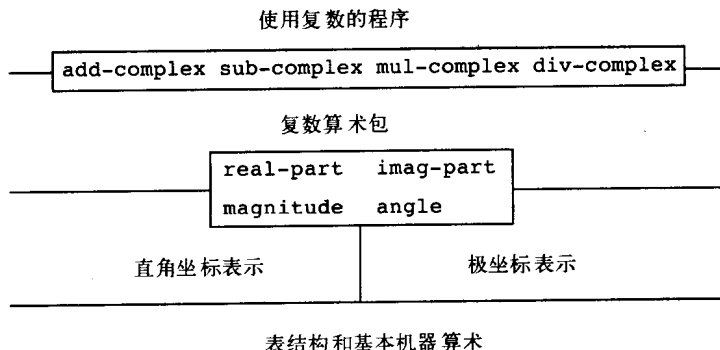 使用复数的程序
add-complex sub-complex mul-complex div-complex
复数算术包
real-part imag-part
magnitude angle
直角坐标表示 极坐标表示
表结构和基本机器算术